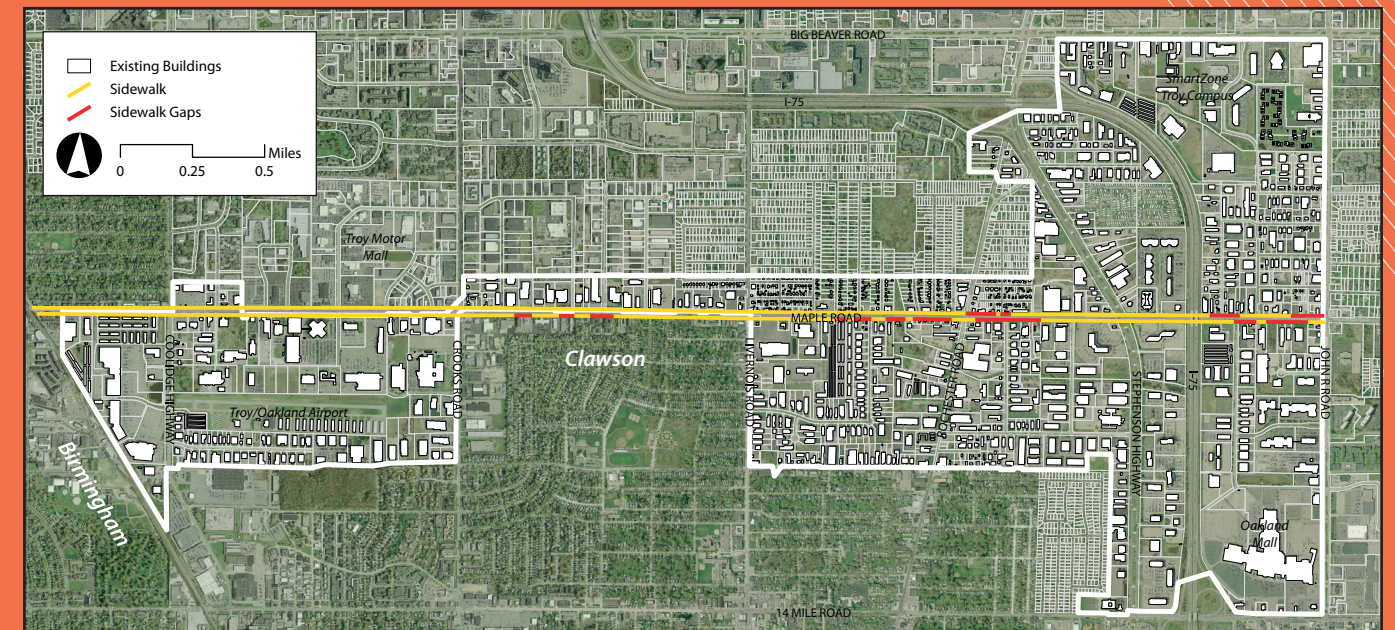 BIG BEAVER ROAD
Existing Buildings
Sidewalk
Sidewalk Gaps
Miles
0 0.25 0.5
I-75
SmartZone
Troy Campus
Troy Motor
Mall
MAPLE ROAD
Clawson
COOLIDGE HIGHWAY
CROOKS ROAD
LIVERNOIS ROAD
ROCHESTER ROAD
STEPHENSON HIGHWAY
I-75
JOHN R ROAD
Troy/Oakland Airport
Birmingham
Oakland
Mall
14 MILE ROAD